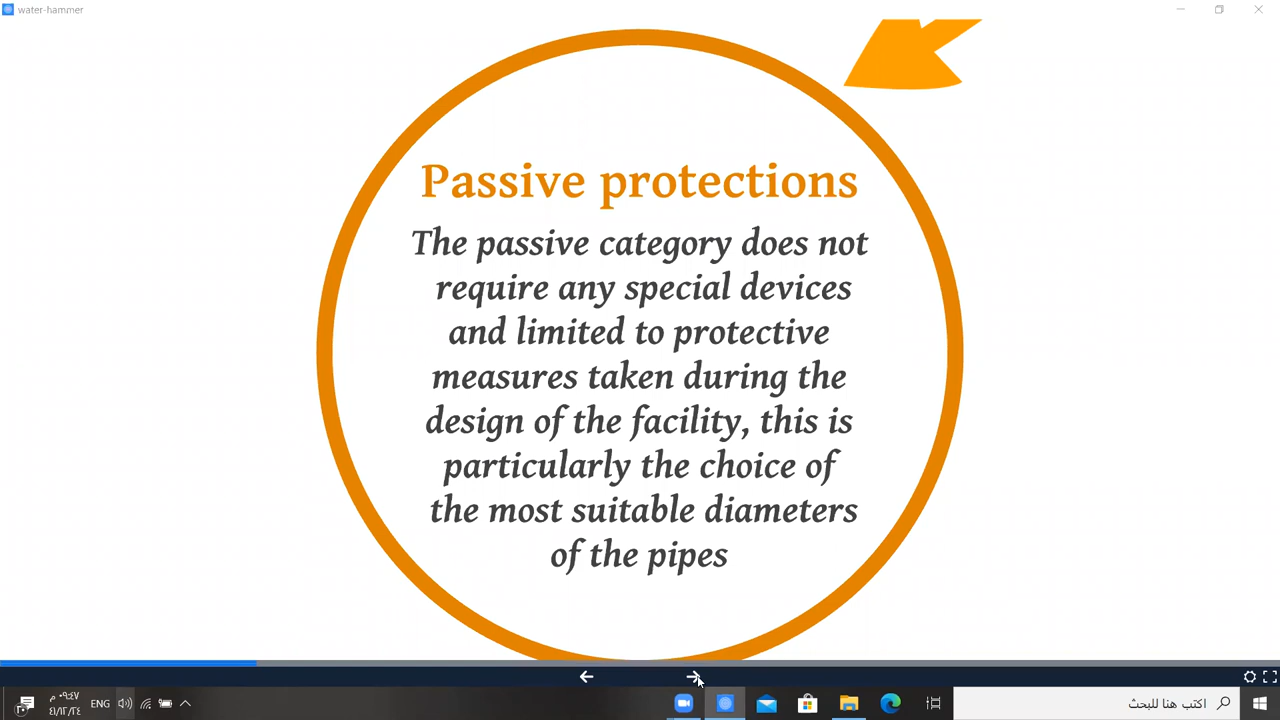 water-hammer
Passive protections
The passive category does not
require any special devices
and limited to protective
measures taken during the
design of the facility, this is
particularly the choice of
the most suitable diameters
of the pipes
ENG
اكتب هنا للبحث